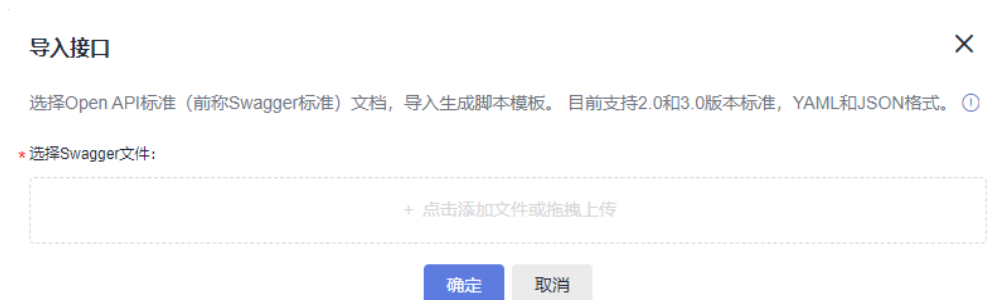 导入接口
选择Open API标准（前称Swagger标准）文档，导入生成脚本模板。 目前支持2.0和3.0版本标准，YAML和JSON格式。
* 选择Swagger文件：
+ 点击添加文件或拖拽上传
确定 取消